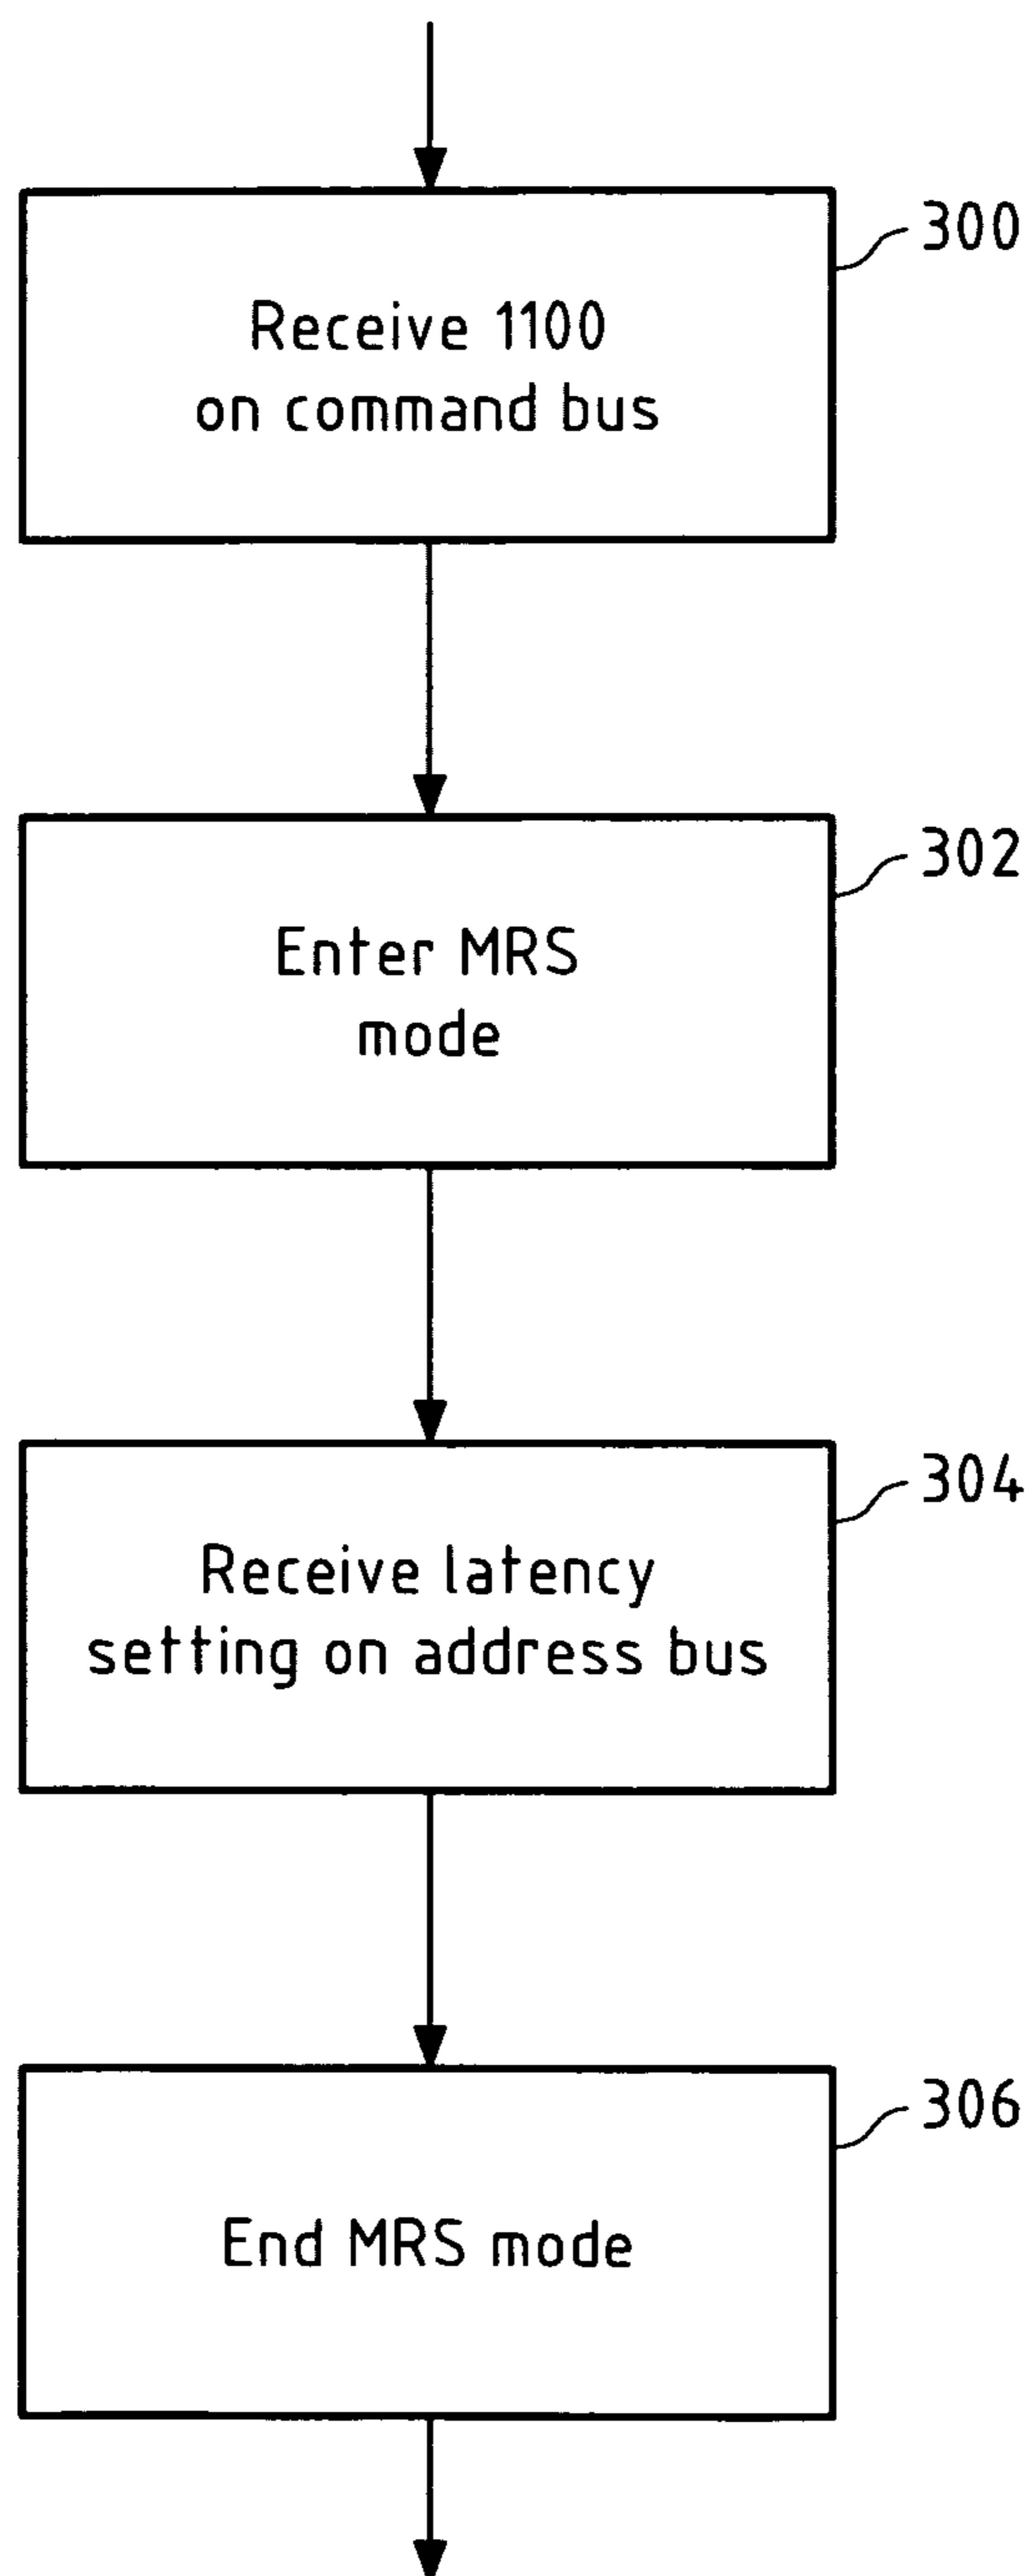 300
Receive 1100
on command bus
302
Enter MRS
mode
304
Receive latency
setting on address bus
306
End MRS mode